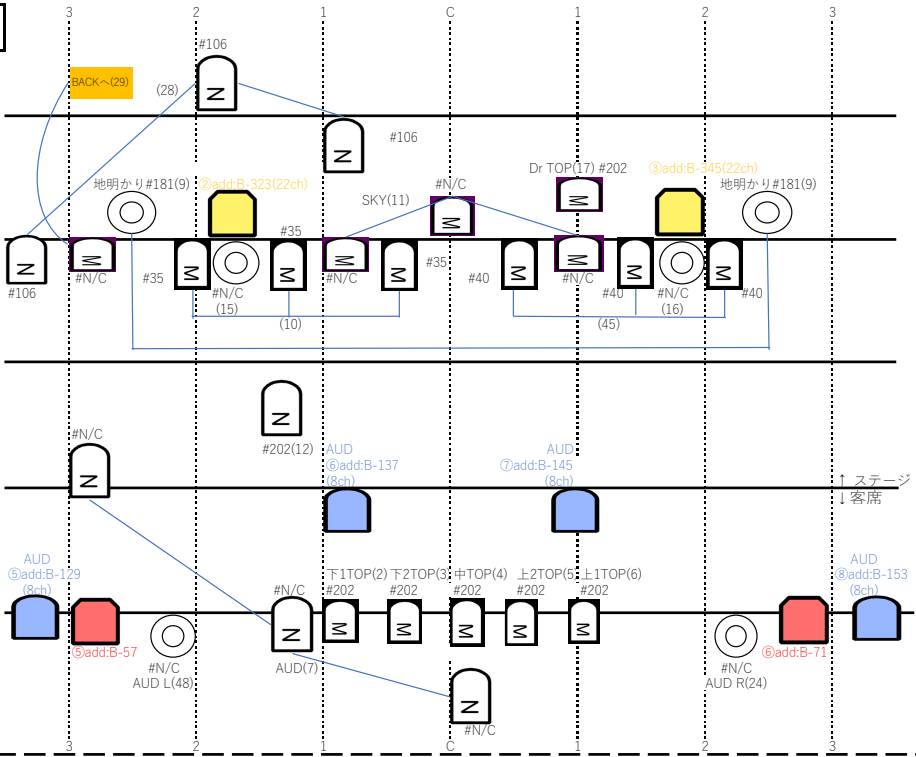 3 2 1 C 1 2 3
#106
BACKへ(29)
(28)
N
#106
N
Dr TOP(17) #202
③add:B-345(22ch)
地明かり#181(9)
②add:B-323(22ch)
#N/C
地明かり#181(9)
SKY(11)
M
M
#35
N
M
M
M
M
M
M
M
M
M
#106
#N/C
#35
#N/C
#N/C
#35
#40
#N/C
#40
#N/C
#40
(15)
(16)
(10)
(45)
N
#202(12)
#N/C
N
AUD
⑥add:B-137
(8ch)
AUD
⑦add:B-145
(8ch)
↑ ステージ
↓ 客席
AUD
⑤add:B-129
(8ch)
AUD
⑧add:B-153
(8ch)
#N/C
下1TOP(2)
#202
下2TOP(3)
#202
中TOP(4)
#202
上2TOP(5
#202
上1TOP(6)
#202
N
M
M
M
M
M
⑤add:B-57
⑥add:B-71
#N/C
AUD L(48)
AUD(7)
#N/C
AUD R(24)
N
#N/C
3 2 1 C 1 2 3